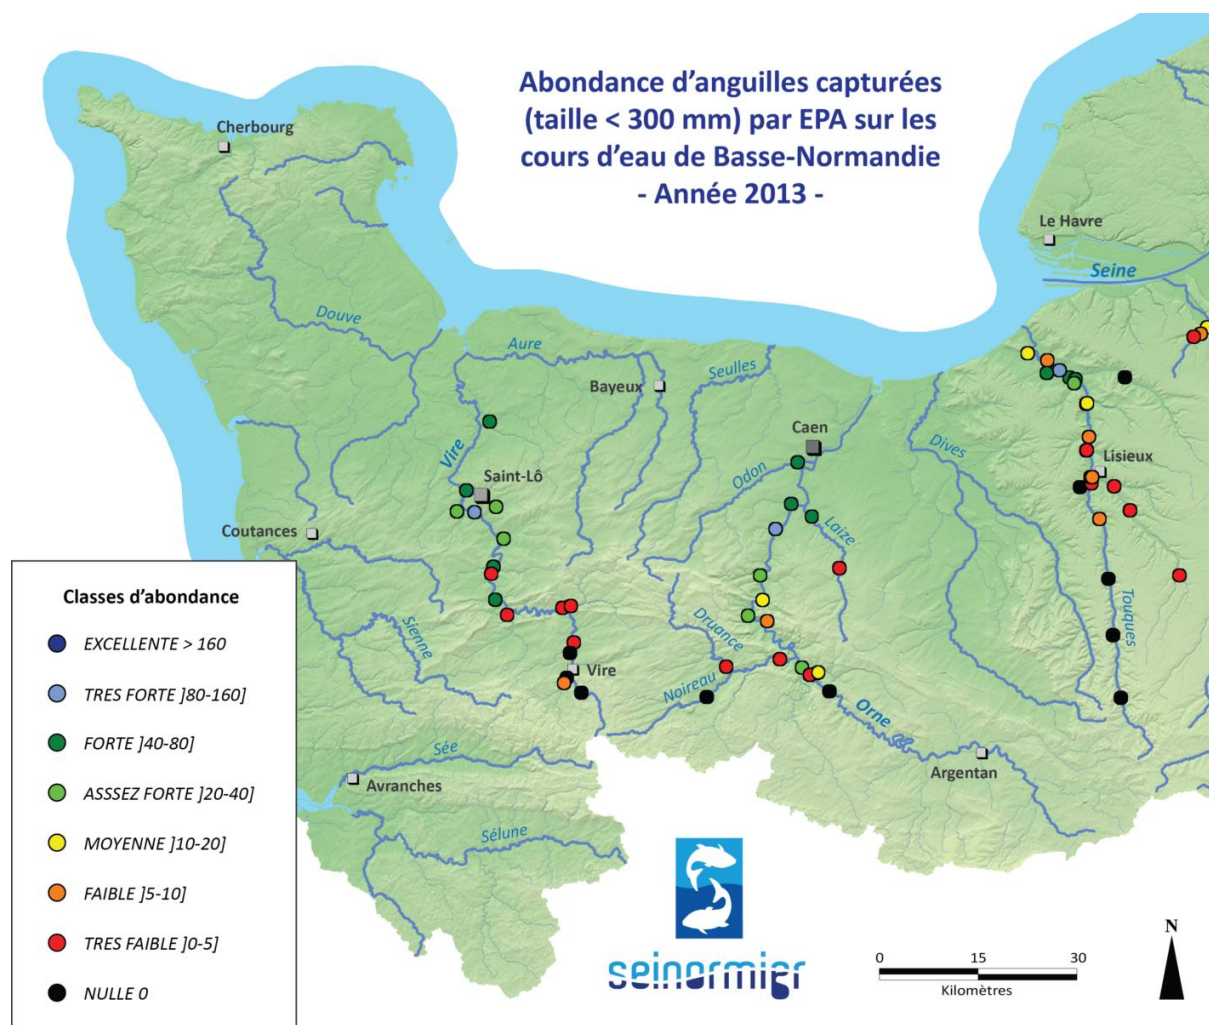 Abondance d'anguilles capturées
(taille < 300 mm) par EPA sur les
cours d'eau de Basse-Normandie
- Année 2013 -
Cherbourg
Le Havre
Seine
Douve
Aure
Bayeux
Seulles
Caen
Odon
Dives
Lisieux
Vire
Saint-Lô
Coutances
Laize
Touques
Sienne
Druance
Vire
Noireau
Orne
Sée
Avranches
Argentan
Sélune
Classes d'abondance
EXCELLENTE > 160
TRES FORTE ]80-160]
FORTE ]40-80]
ASSSEZ FORTE ]20-40]
MOYENNE ]10-20]
FAIBLE ]5-10]
TRES FAIBLE ]0-5]
NULLE 0
seinormigr
0 15 30
Kilomètres
N